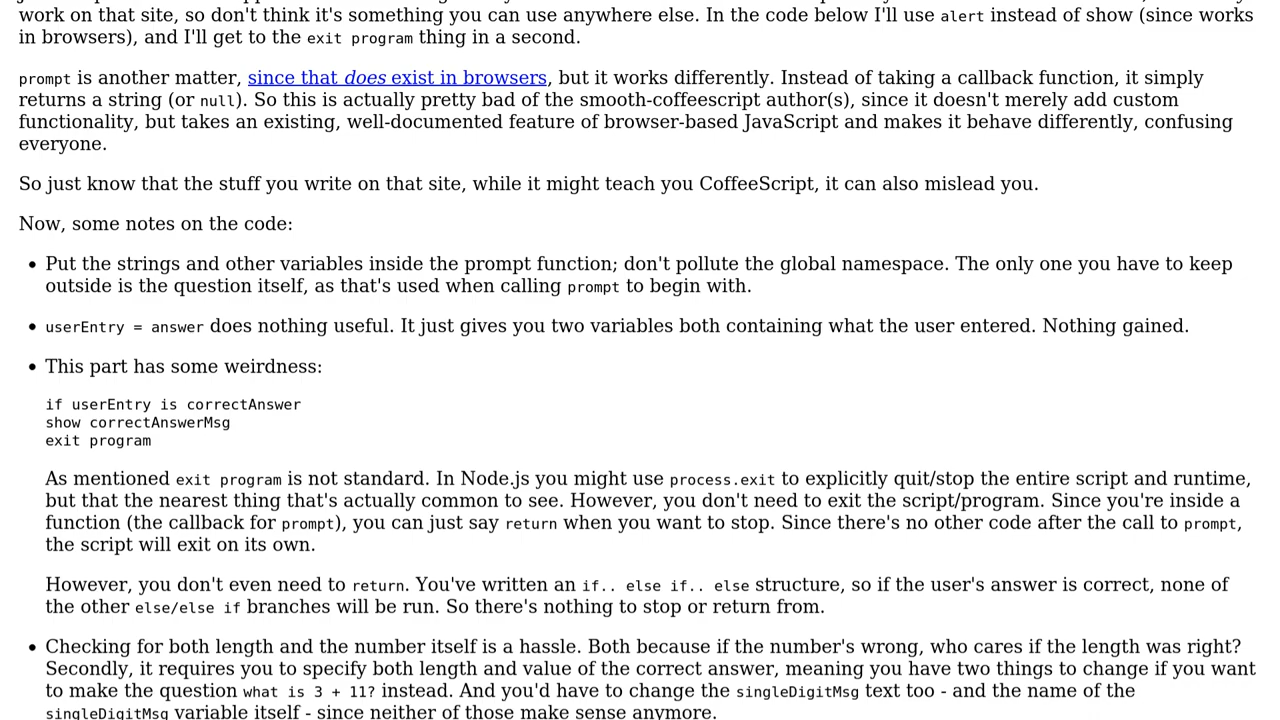 work on that site, so don't think it's something you can use anywhere else. In the code below I'll use alert instead of show (since works
in browsers), and I'll get to the exit program thing in a second.
prompt is another matter, since that does exist in browsers, but it works differently. Instead of taking a callback function, it simply
returns a string (or null). So this is actually pretty bad of the smooth-coffeescript author(s), since it doesn't merely add custom
functionality, but takes an existing, well-documented feature of browser-based JavaScript and makes it behave differently, confusing
everyone.
So just know that the stuff you write on that site, while it might teach you CoffeeScript, it can also mislead you.
Now, some notes on the code:
• Put the strings and other variables inside the prompt function; don't pollute the global namespace. The only one you have to keep
outside is the question itself, as that's used when calling prompt to begin with.
• userEntry = answer does nothing useful. It just gives you two variables both containing what the user entered. Nothing gained.
• This part has some weirdness:
if userEntry is correctAnswer
show correctAnswerMsg
exit program
As mentioned exit program is not standard. In Node.js you might use process.exit to explicitly quit/stop the entire script and runtime,
but that the nearest thing that's actually common to see. However, you don't need to exit the script/program. Since you're inside a
function (the callback for prompt), you can just say return when you want to stop. Since there's no other code after the call to prompt,
the script will exit on its own.
However, you don't even need to return. You've written an if.. else if.. else structure, so if the user's answer is correct, none of
the other else/else if branches will be run. So there's nothing to stop or return from.
• Checking for both length and the number itself is a hassle. Both because if the number's wrong, who cares if the length was right?
Secondly, it requires you to specify both length and value of the correct answer, meaning you have two things to change if you want
to make the question what is 3 + 11? instead. And you'd have to change the singleDigitMsg text too - and the name of the
singleDigitMsg variable itself - since neither of those make sense anymore.